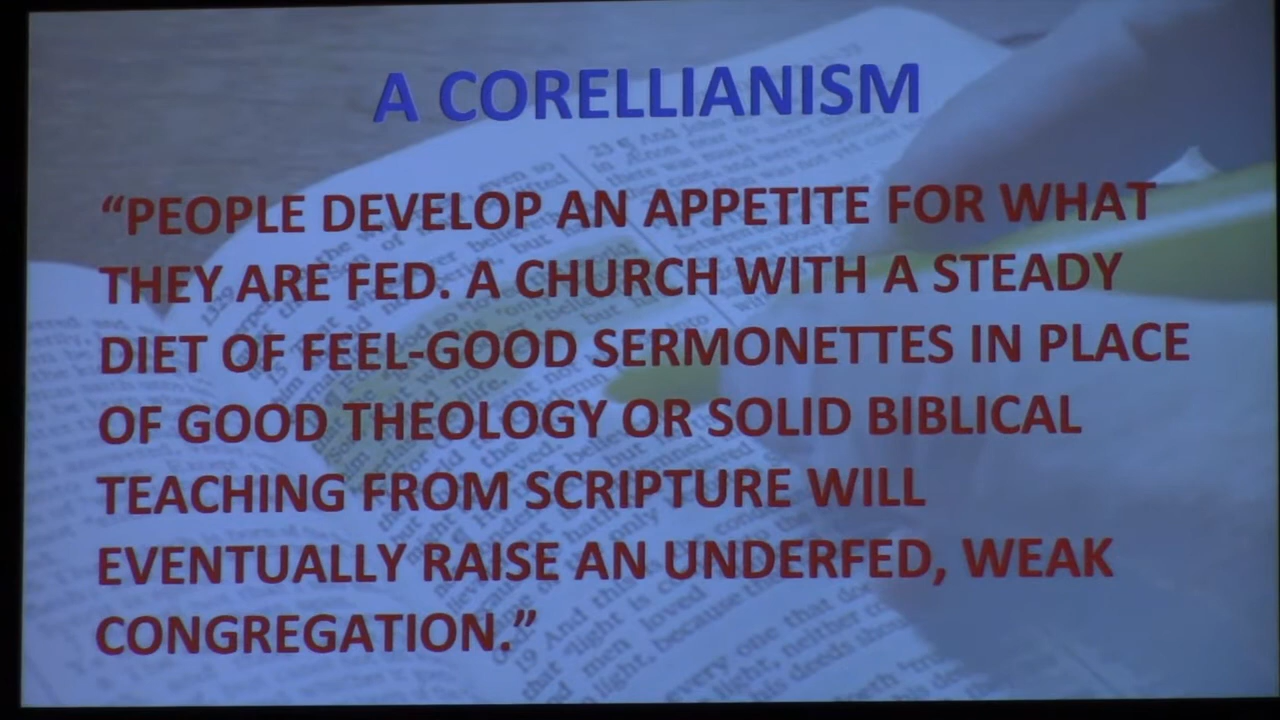 A CORELLIANISM
“PEOPLE DEVELOP AN APPETITE FOR WHAT
THEY ARE FED. A CHURCH WITH A STEADY
DIET OF FEEL-GOOD SERMONETTES IN PLACE
OF GOOD THEOLOGY OR SOLID BIBLICAL
TEACHING FROM SCRIPTURE WILL
EVENTUALLY RAISE AN UNDERFED, WEAK
CONGREGATION.”